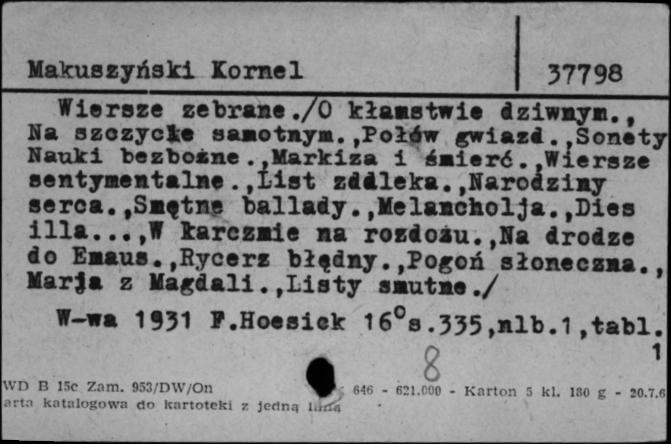 Makuszyński Kornel
37798
Wiersze zebrane./O kłamstwie dziwnym.,
Na szczycie samotnym.,Połów gwiazd.,Sonety
Nauki bezbożne.,Markiza i śmierć.,Wiersze
sentymentalne.,List zddleka.,Narodziny
serca.,Smętne ballady.,Melancholja.,Dies
illa...,W karczmie na rozdożu.,Na drodze
do Emaus.,Rycerz błędny.,Pogoń słoneczna.,
Marja z Magdali.,Listy smutne./
W-wa 1931 F.Hoesick 16°s.335,nlb.1,tabl.
1
8
WD B 15c Zam. 953/DW/On
646 - 621.000 - Karton 5 kl. 180 g - 20.7.6
arta katalogowa do kartoteki z jedną